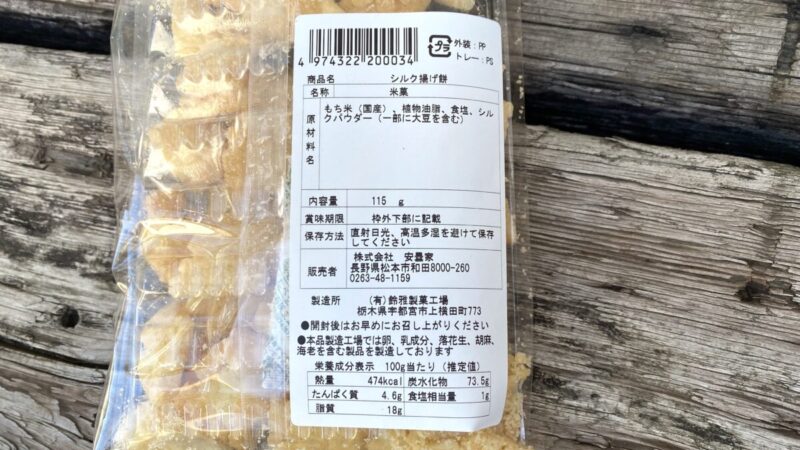 4 974322 200034
プラ
外装：PP
トレー：PS
商品名 シルク揚げ餅
名称 米菓
原材料名 もち米（国産）、植物油脂、食塩、シル
クパウダー（一部に大豆を含む）
内容量 115 g
賞味期限 枠外下部に記載
保存方法 直射日光、高温多湿を避けて保存
してください
販売者 株式会社 安曇家
長野県松本市和田8000-260
0263-48-1159
製造所 （有）鈴雅製菓工場
栃木県宇都宮市上横田町773
●開封後はお早めにお召し上がりください
●本品製造工場では卵、乳成分、落花生、胡麻、
海老を含む製品を製造しております
栄養成分表示 100g当たり（推定値）
熱量 474kcal 炭水化物 73.5g
たんぱく質 4.6g 食塩相当量 1g
脂質 18g